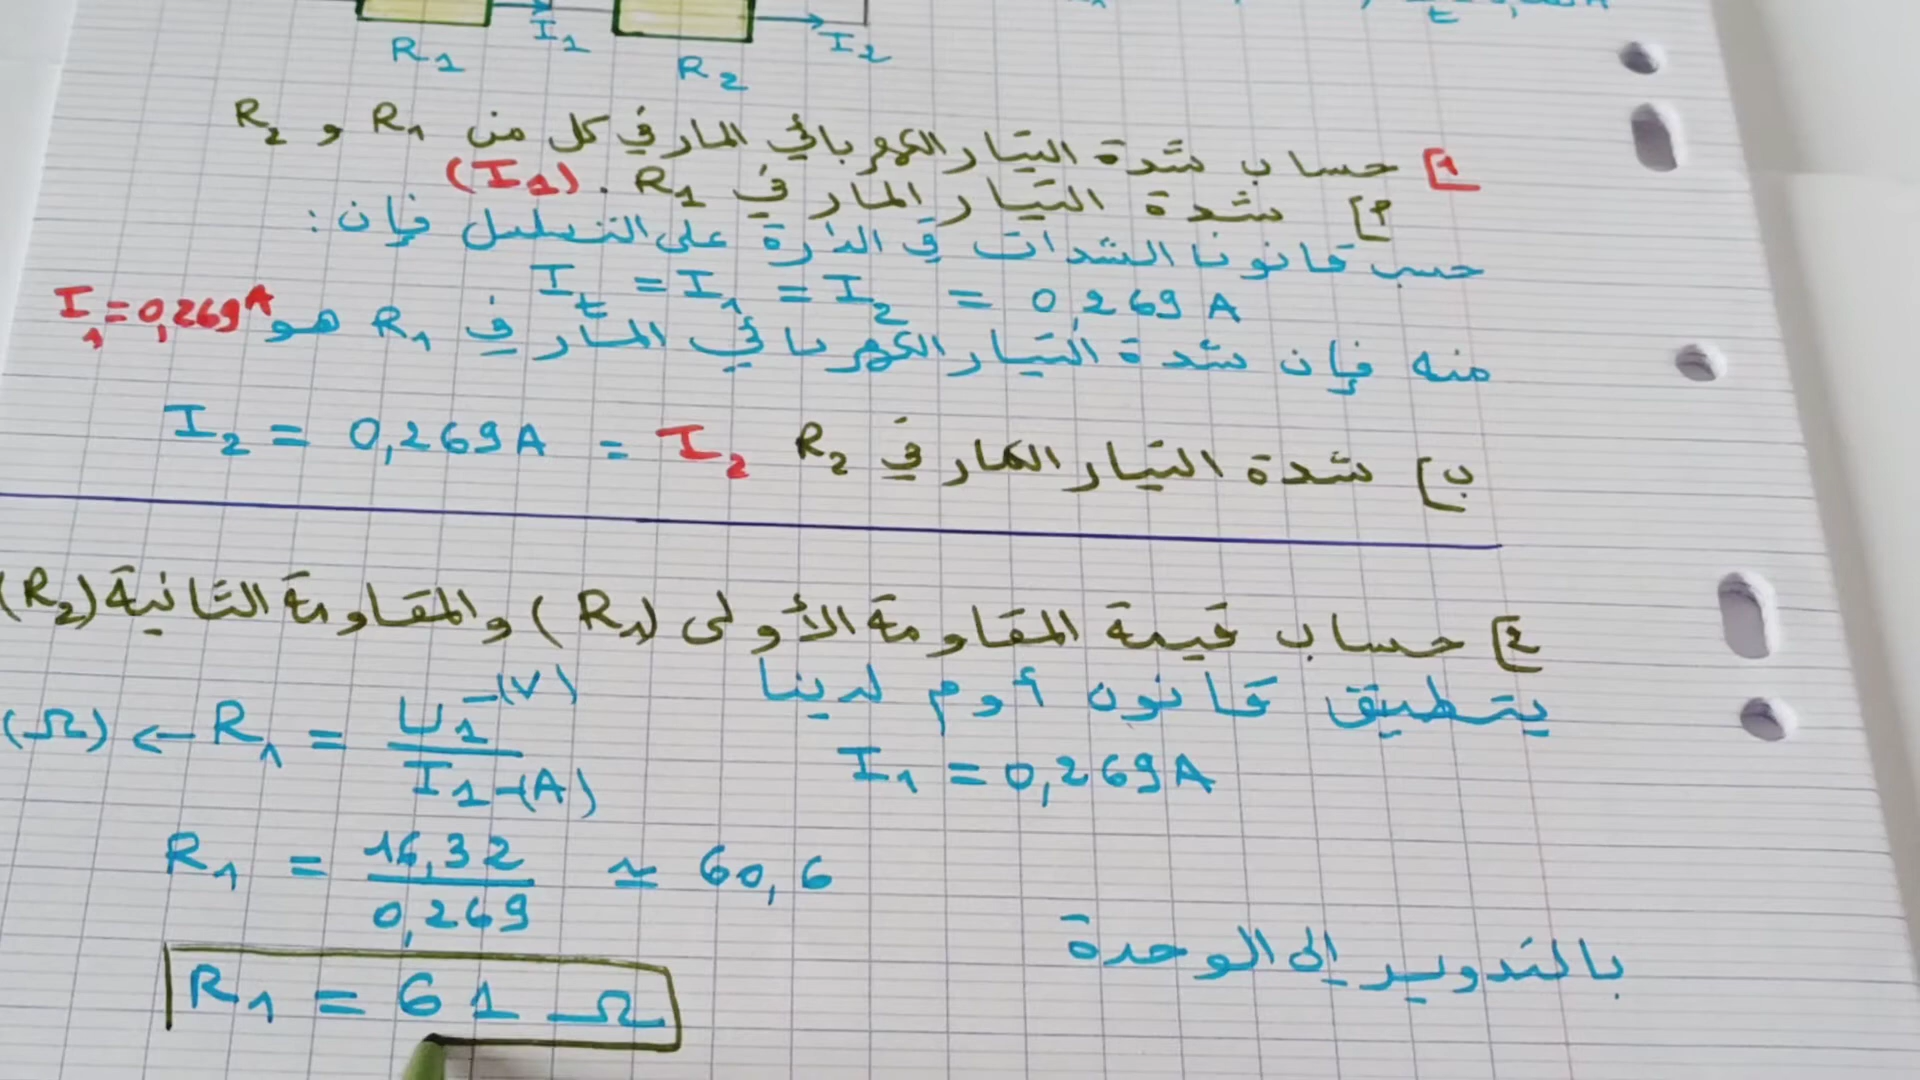 R1 I1 R2 I2
1] حساب شدة التيار الكهربائي المار في كل من R1 و R2
أ] شدة التيار المار في R1 . (I1)
حسب قانون الشدات في الدارة على التسلسل فإن :
It = I1 = I2 = 0,269 A
منه فإن شدة التيار الكهربائي المار في R1 هو I1 = 0,269 A
ب] شدة التيار المار في R2 I2 = 0,269 A = I2
2] حساب قيمة المقاومة الأولى (R1) والمقاومة الثانية (R2)
بتطبيق قانون أوم لدينا
(Ω) ← R1 = U1-(V) / I1-(A)
I1 = 0,269 A
R1 = 16,32 / 0,269 ≃ 60,6
بالتدوير إلى الوحدة
R1 = 61 Ω